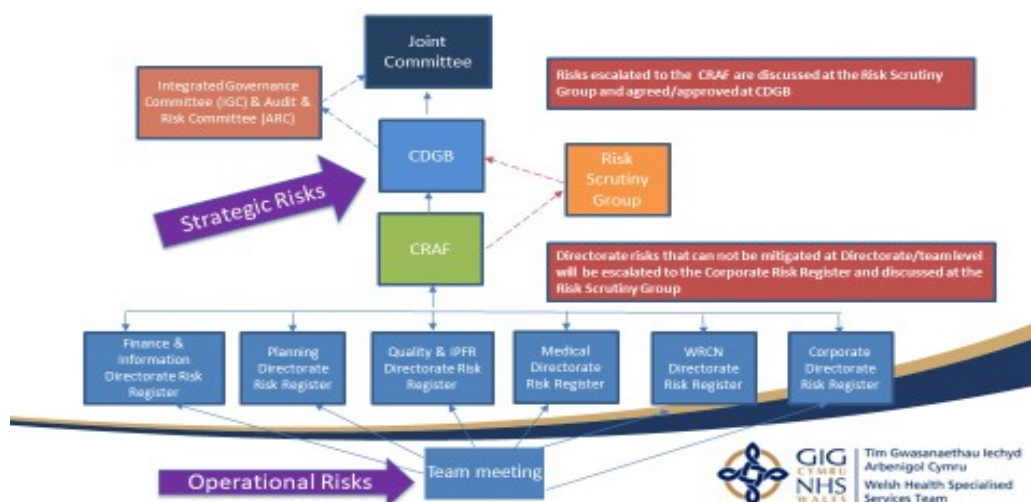 Joint
Committee
Integrated Governance
Committee (IGC) & Audit &
Risk Committee (ARC)
Risks escalated to the CRAF are discussed at the Risk Scrutiny
Group and agreed/approved at CDGB
CDGB
Risk
Scrutiny
Group
Strategic Risks
CRAF
Directorate risks that can not be mitigated at Directorate/team level
will be escalated to the Corporate Risk Register and discussed at the
Risk Scrutiny Group
Finance &
Information
Directorate Risk
Register
Planning
Directorate
Risk Register
Quality & IPFR
Directorate Risk
Register
Medical
Directorate
Risk Register
WRCN
Directorate
Risk Register
Corporate
Directorate
Risk Register
Team meeting
Operational Risks
GIG
CYMRU
NHS
WALES
Tîm Gwasanaethau Iechyd
Arbenigol Cymru
Welsh Health Specialised
Services Team